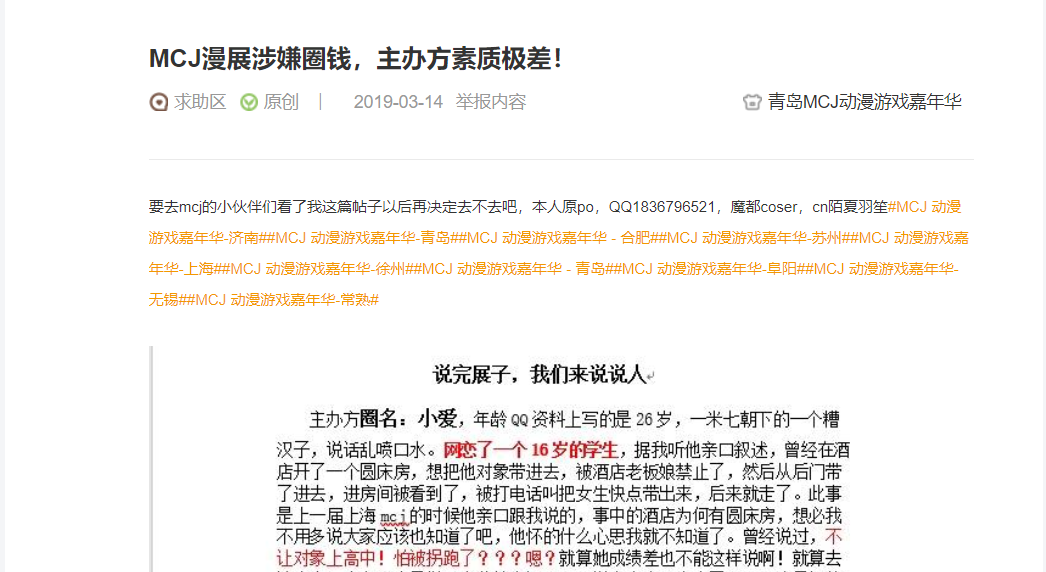 MCJ漫展涉嫌圈钱，主办方素质极差！
求助区 原创 | 2019-03-14 举报内容 青岛MCJ动漫游戏嘉年华
要去mcj的小伙伴们看了我这篇帖子以后再决定去不去吧，本人原po，QQ1836796521，魔都coser，cn陌夏羽笙#MCJ 动漫
游戏嘉年华-济南##MCJ 动漫游戏嘉年华-青岛##MCJ 动漫游戏嘉年华 - 合肥##MCJ 动漫游戏嘉年华-苏州##MCJ 动漫游戏嘉
年华-上海##MCJ 动漫游戏嘉年华-徐州##MCJ 动漫游戏嘉年华 - 青岛##MCJ 动漫游戏嘉年华-阜阳##MCJ 动漫游戏嘉年华-
无锡##MCJ 动漫游戏嘉年华-常熟#
说完展子，我们来说说人
主办方圈名：小爱，年龄 QQ 资料上写的是 26 岁，一米七朝下的一个糟
汉子，说话乱喷口水。网恋了一个 16 岁的学生，据我听他亲口叙述，曾经在酒
店开了一个圆床房，想把他对象带进去，被酒店老板娘禁止了，然后从后门带
了进去，进房间被看到了，被打电话叫把女生快点带出来，后来就走了。此事
是上一届上海 mcj 的时候他亲口跟我说的，事中的酒店为何有圆床房，想必我
不用多说大家应该也知道了吧，他怀的什么心思我就不知道了。曾经说过，不
让对象上高中！怕被拐跑了？？？嗯？就算她成绩差也不能这样说啊！就算去